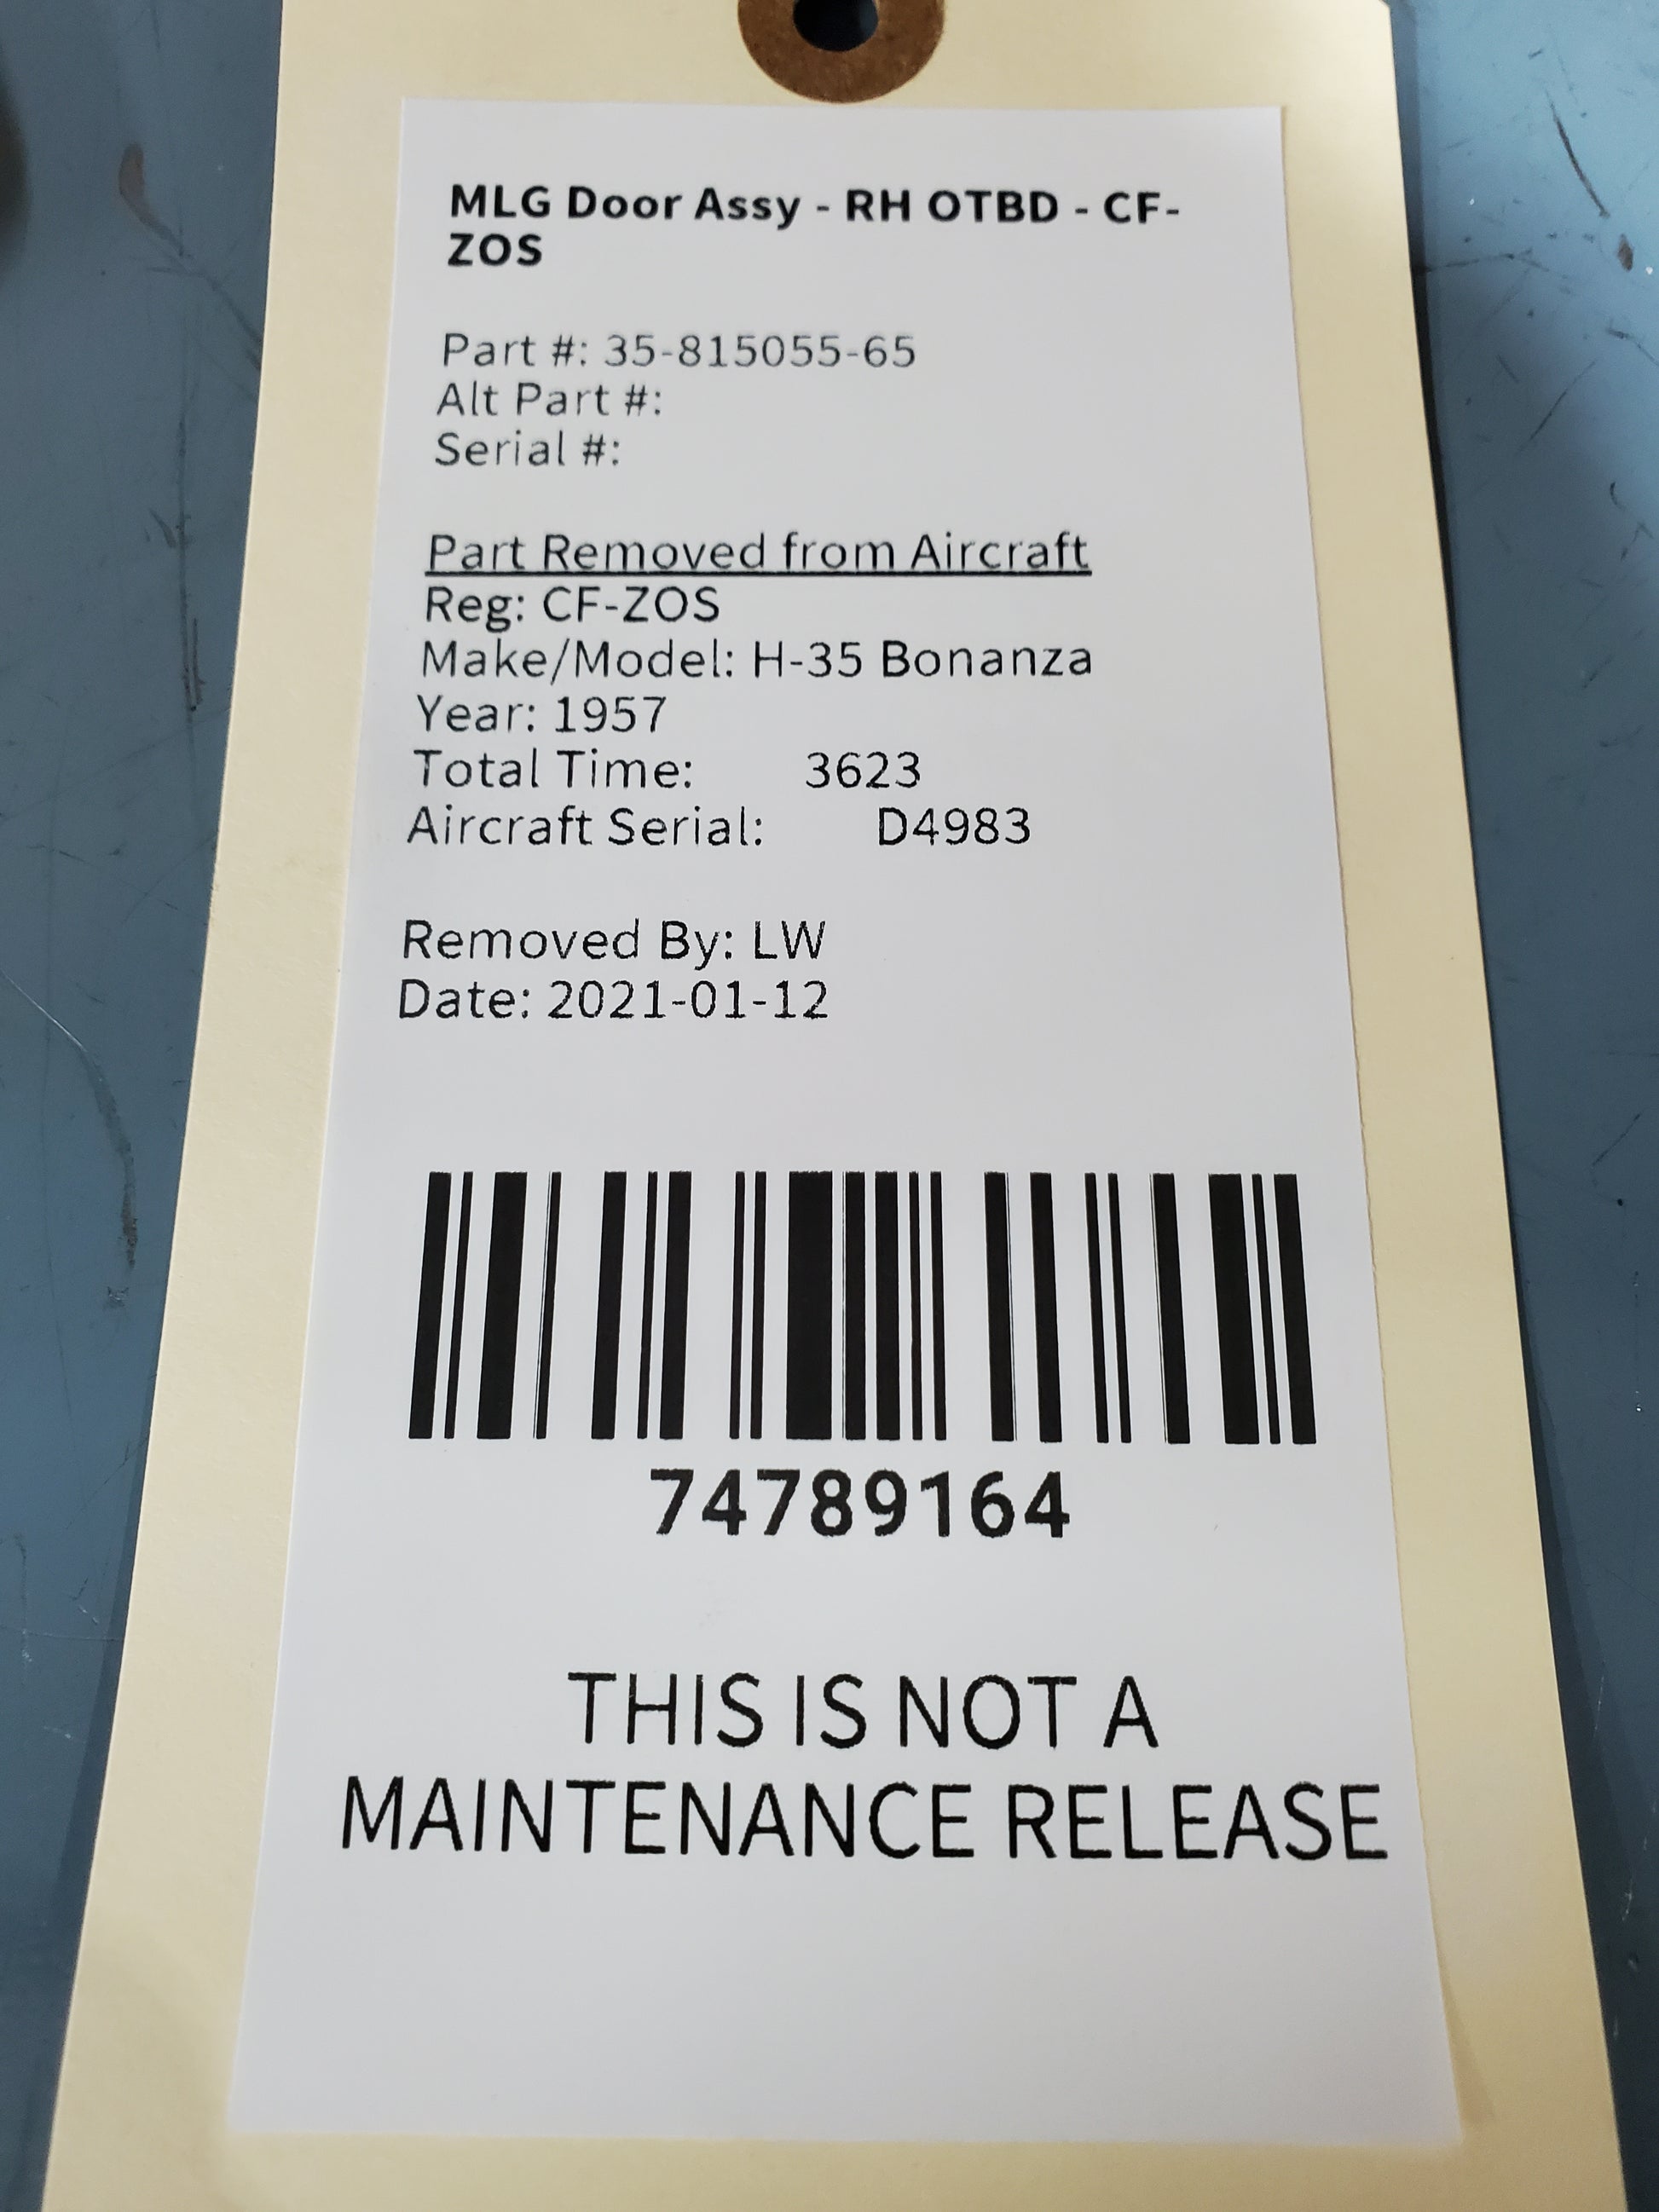 MLG Door Assy - RH OTBD - CF-
ZOS
Part #: 35-815055-65
Alt Part #:
Serial #:
Part Removed from Aircraft
Reg: CF-ZOS
Make/Model: H-35 Bonanza
Year: 1957
Total Time: 3623
Aircraft Serial: D4983
Removed By: LW
Date: 2021-01-12
74789164
THIS IS NOT A
MAINTENANCE RELEASE